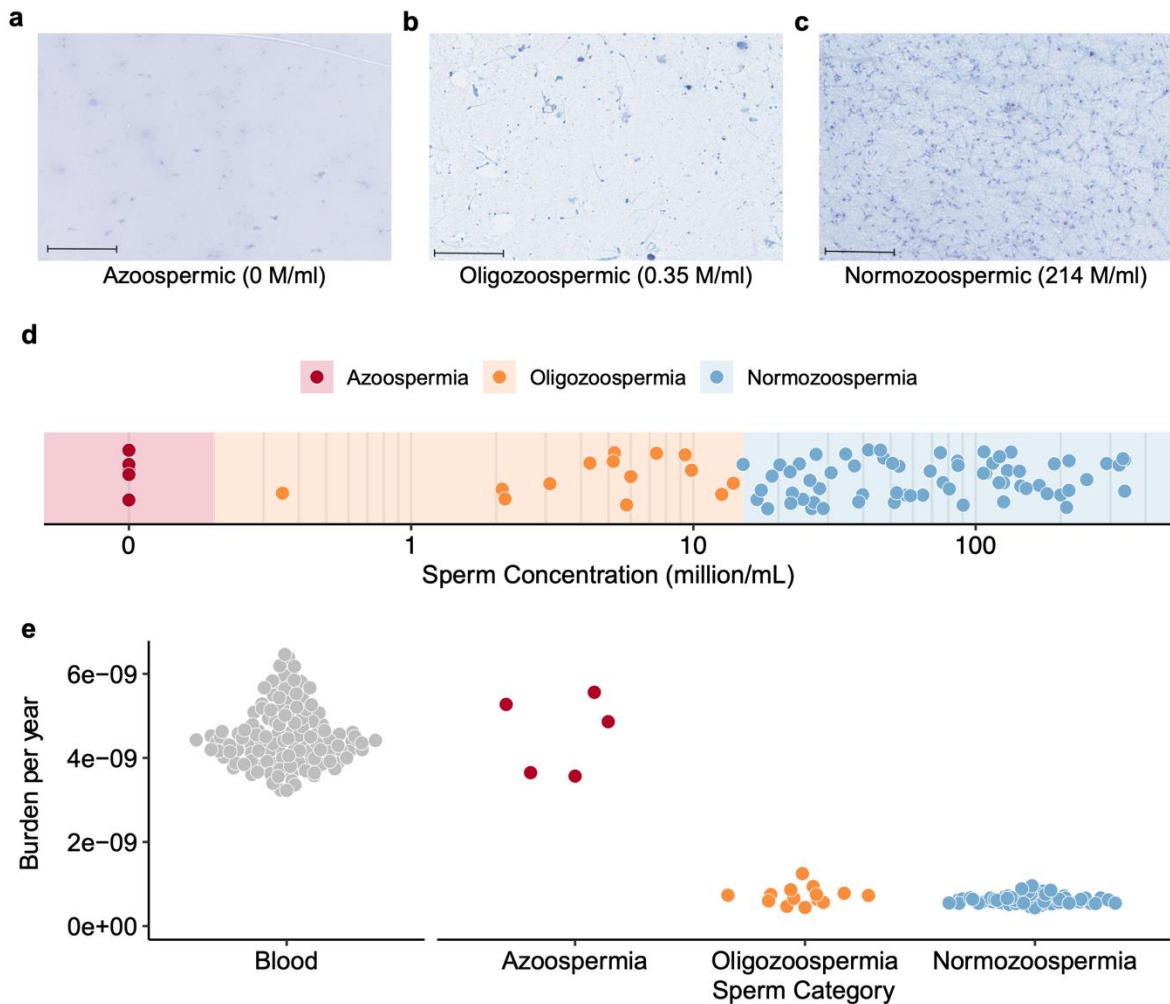 a
b
c
Azoospermic (0 M/ml)
Oligozoospermic (0.35 M/ml)
Normozoospermic (214 M/ml)
d
Azoospermia
Oligozoospermia
Normozoospermia
0
1
10
100
Sperm Concentration (million/mL)
e
Burden per year
6e−09
4e−09
2e−09
0e+00
Blood
Azoospermia
Oligozoospermia
Normozoospermia
Sperm Category